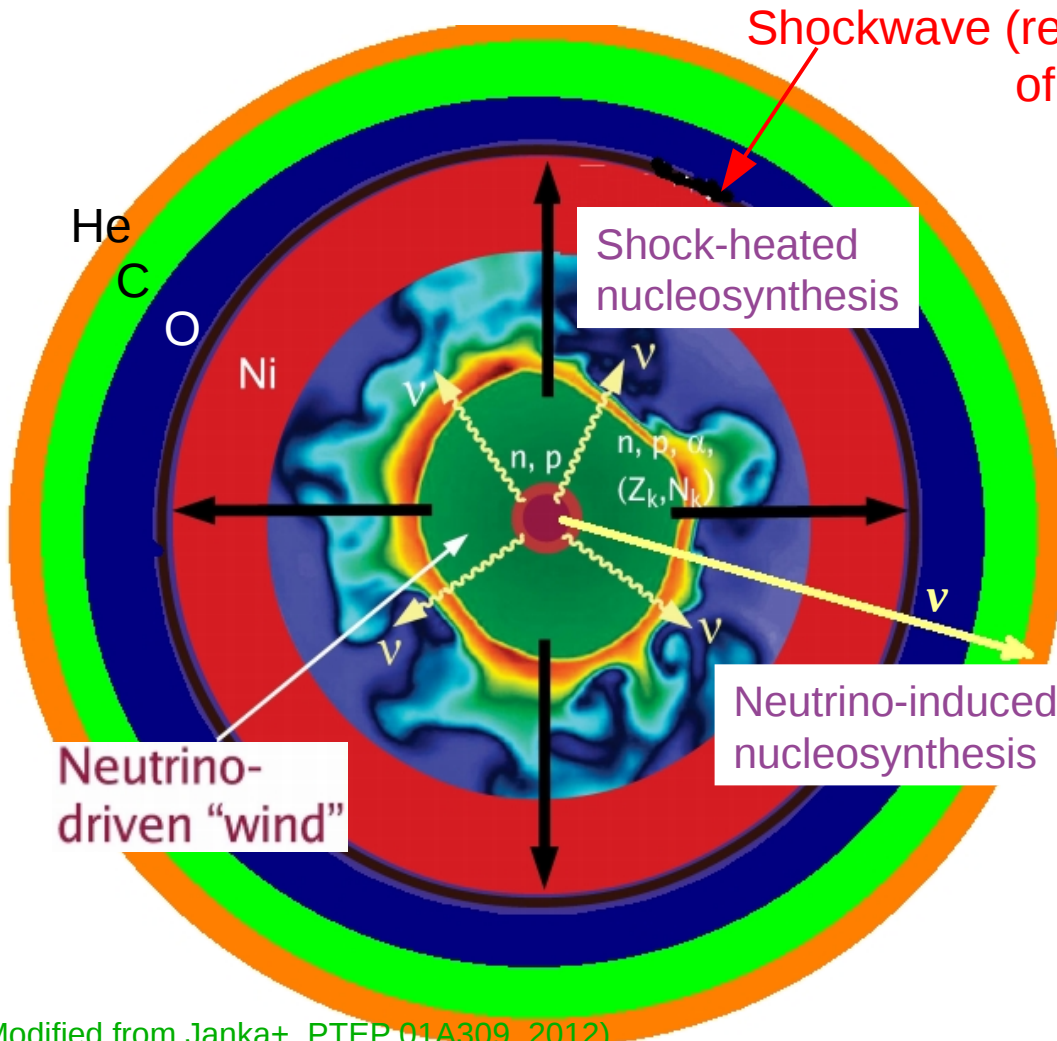 Shockwave (re
of
He
C
O
Ni
Shock-heated
nucleosynthesis
ν
ν
n, p
n, p, α,
(Zk,Nk)
ν
ν
ν
Neutrino-
driven “wind”
Neutrino-induced
nucleosynthesis
Modified from Janka+, PTEP 01A309, 2012)